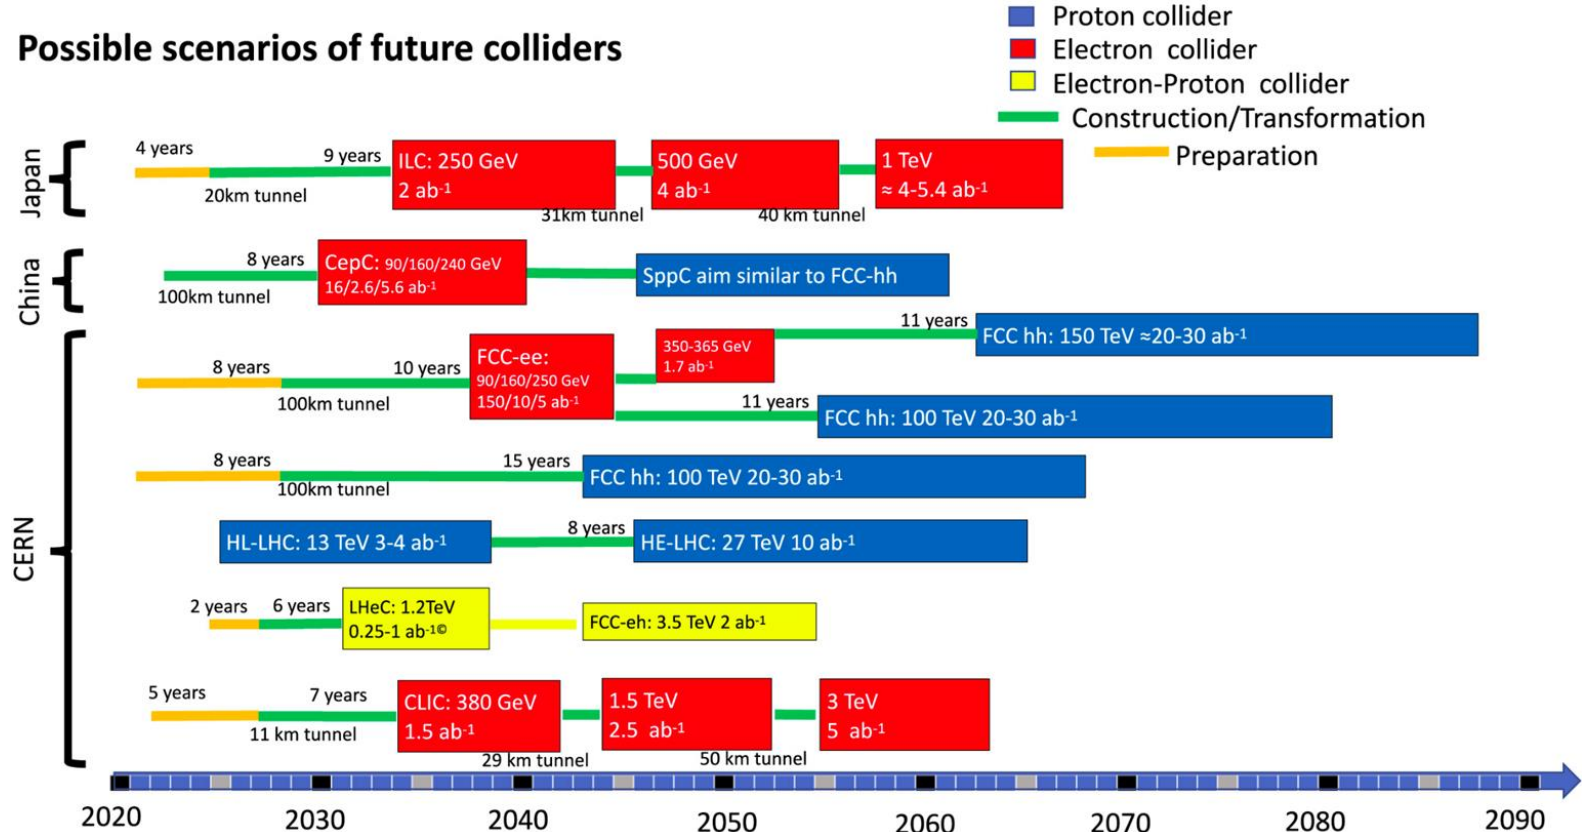 Possible scenarios of future colliders
Proton collider
Electron  collider
Electron-Proton  collider
Construction/Transformation
Preparation
Japan
4 years
9 years
20km tunnel
ILC: 250 GeV
2 ab⁻¹
31km tunnel
500 GeV
4 ab⁻¹
40 km tunnel
1 TeV
≈ 4-5.4 ab⁻¹
China
8 years
100km tunnel
CepC: 90/160/240 GeV
16/2.6/5.6 ab⁻¹
SppC aim similar to FCC-hh
CERN
8 years
10 years
100km tunnel
FCC-ee:
90/160/250 GeV
150/10/5 ab⁻¹
350-365 GeV
1.7 ab⁻¹
11 years
FCC hh: 150 TeV ≈20-30 ab⁻¹
11 years
FCC hh: 100 TeV 20-30 ab⁻¹
8 years
15 years
100km tunnel
FCC hh: 100 TeV 20-30 ab⁻¹
HL-LHC: 13 TeV 3-4 ab⁻¹
8 years
HE-LHC: 27 TeV 10 ab⁻¹
2 years
6 years
LHeC: 1.2TeV
0.25-1 ab⁻¹©
FCC-eh: 3.5 TeV 2 ab⁻¹
5 years
7 years
11 km tunnel
CLIC: 380 GeV
1.5 ab⁻¹
29 km tunnel
1.5 TeV
2.5  ab⁻¹
50 km tunnel
3 TeV
5  ab⁻¹
2020
2030
2040
2050
2060
2070
2080
2090